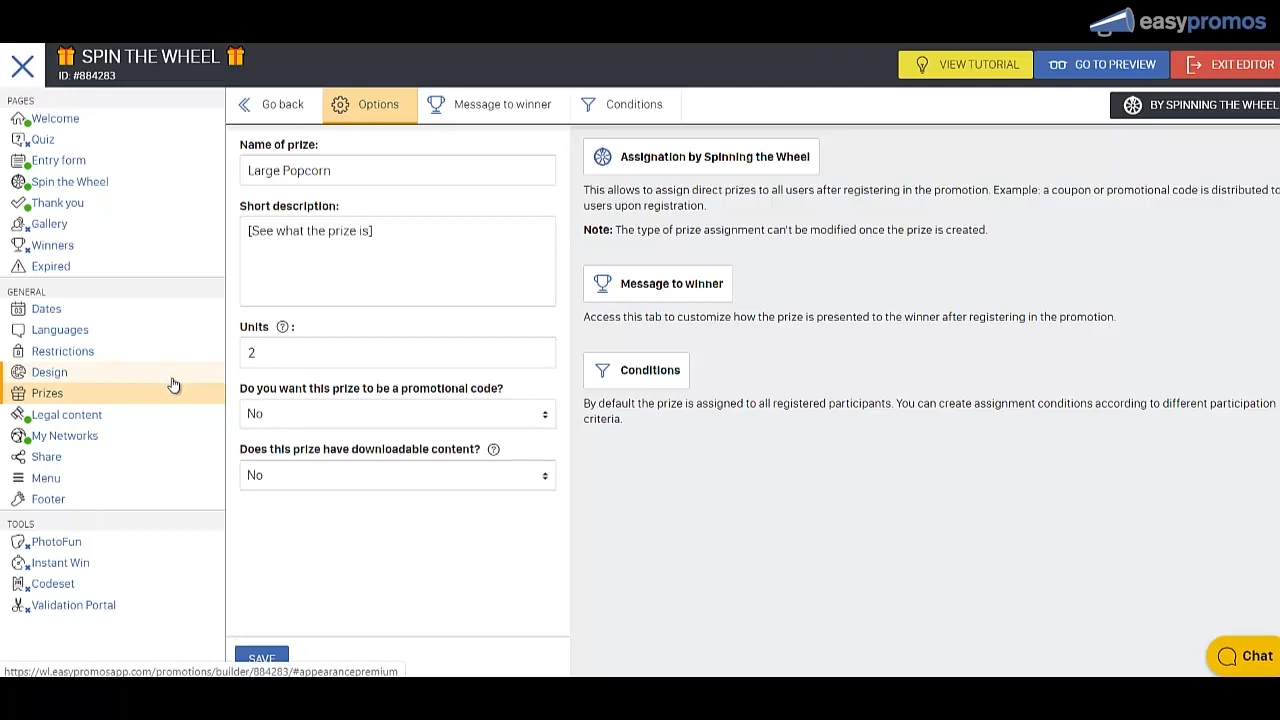 easypromos
SPIN THE WHEEL
ID: #884283
VIEW TUTORIAL
GO TO PREVIEW
EXIT EDITOR
PAGES
Welcome
Quiz
Entry form
Spin the Wheel
Thank you
Gallery
Winners
Expired
GENERAL
Dates
Languages
Restrictions
Design
Prizes
Legal content
My Networks
Share
Menu
Footer
TOOLS
PhotoFun
Instant Win
Codeset
Validation Portal
Go back
Options
Message to winner
Conditions
BY SPINNING THE WHEEL
Name of prize:
Large Popcorn
Short description:
[See what the prize is]
Units ? :
2
Do you want this prize to be a promotional code?
No
Does this prize have downloadable content? ?
No
SAVE
Assignation by Spinning the Wheel
This allows to assign direct prizes to all users after registering in the promotion. Example: a coupon or promotional code is distributed to
users upon registration.
Note: The type of prize assignment can't be modified once the prize is created.
Message to winner
Access this tab to customize how the prize is presented to the winner after registering in the promotion.
Conditions
By default the prize is assigned to all registered participants. You can create assignment conditions according to different participation
criteria.
Chat
https://wl.easypromosapp.com/promotions/builder/884283/#appearancepremium